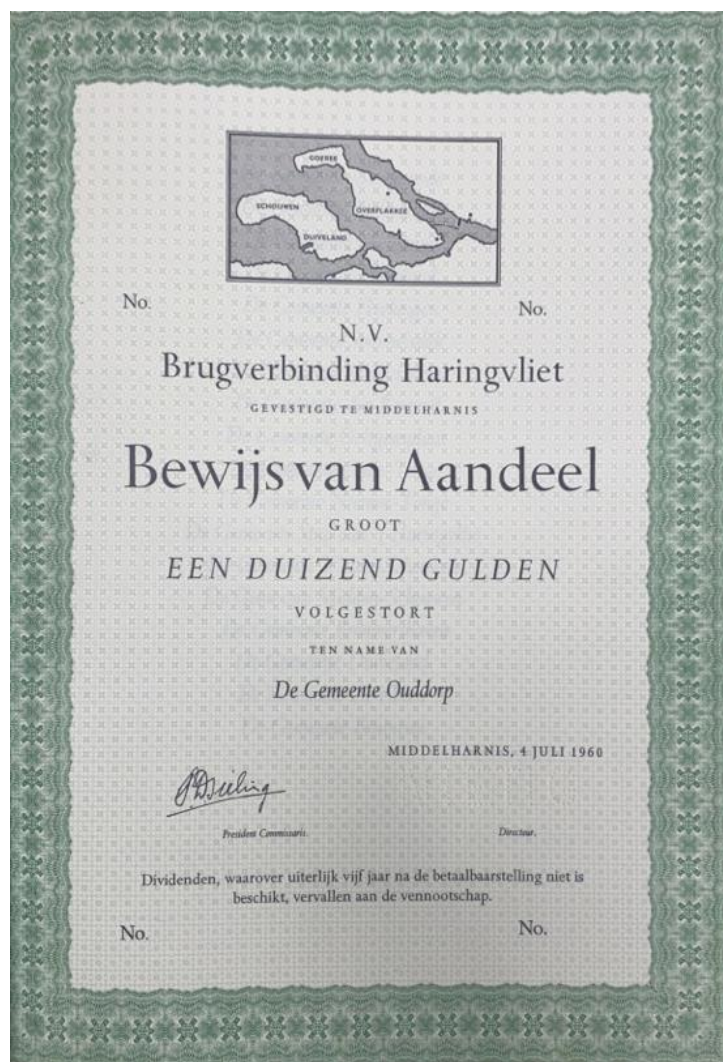 GOEREE
SCHOUWEN
OVERFLAKKEE
DUIVELAND
No.
No.
N.V.
Brugverbinding Haringvliet
GEVESTIGD TE MIDDELHARNIS
Bewijs van Aandeel
GROOT
EEN DUIZEND GULDEN
VOLGESTORT
TEN NAME VAN
De Gemeente Ouddorp
MIDDELHARNIS, 4 JULI 1960
President Commissaris.
Directeur.
Dividenden, waarover uiterlijk vijf jaar na de betaalbaarstelling niet is
beschikt, vervallen aan de vennootschap.
No.
No.